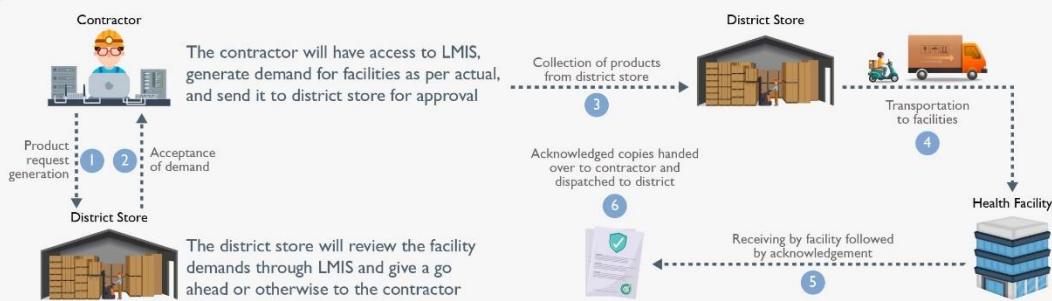 Contractor
The contractor will have access to LMIS,
generate demand for facilities as per actual,
and send it to district store for approval
Product
request
generation
1
2
Acceptance
of demand
District Store
The district store will review the facility
demands through LMIS and give a go
ahead or otherwise to the contractor
Collection of products
from district store
3
District Store
Transportation
to facilities
4
Health Facility
Receiving by facility followed
by acknowledgement
5
Acknowledged copies handed
over to contractor and
dispatched to district
6